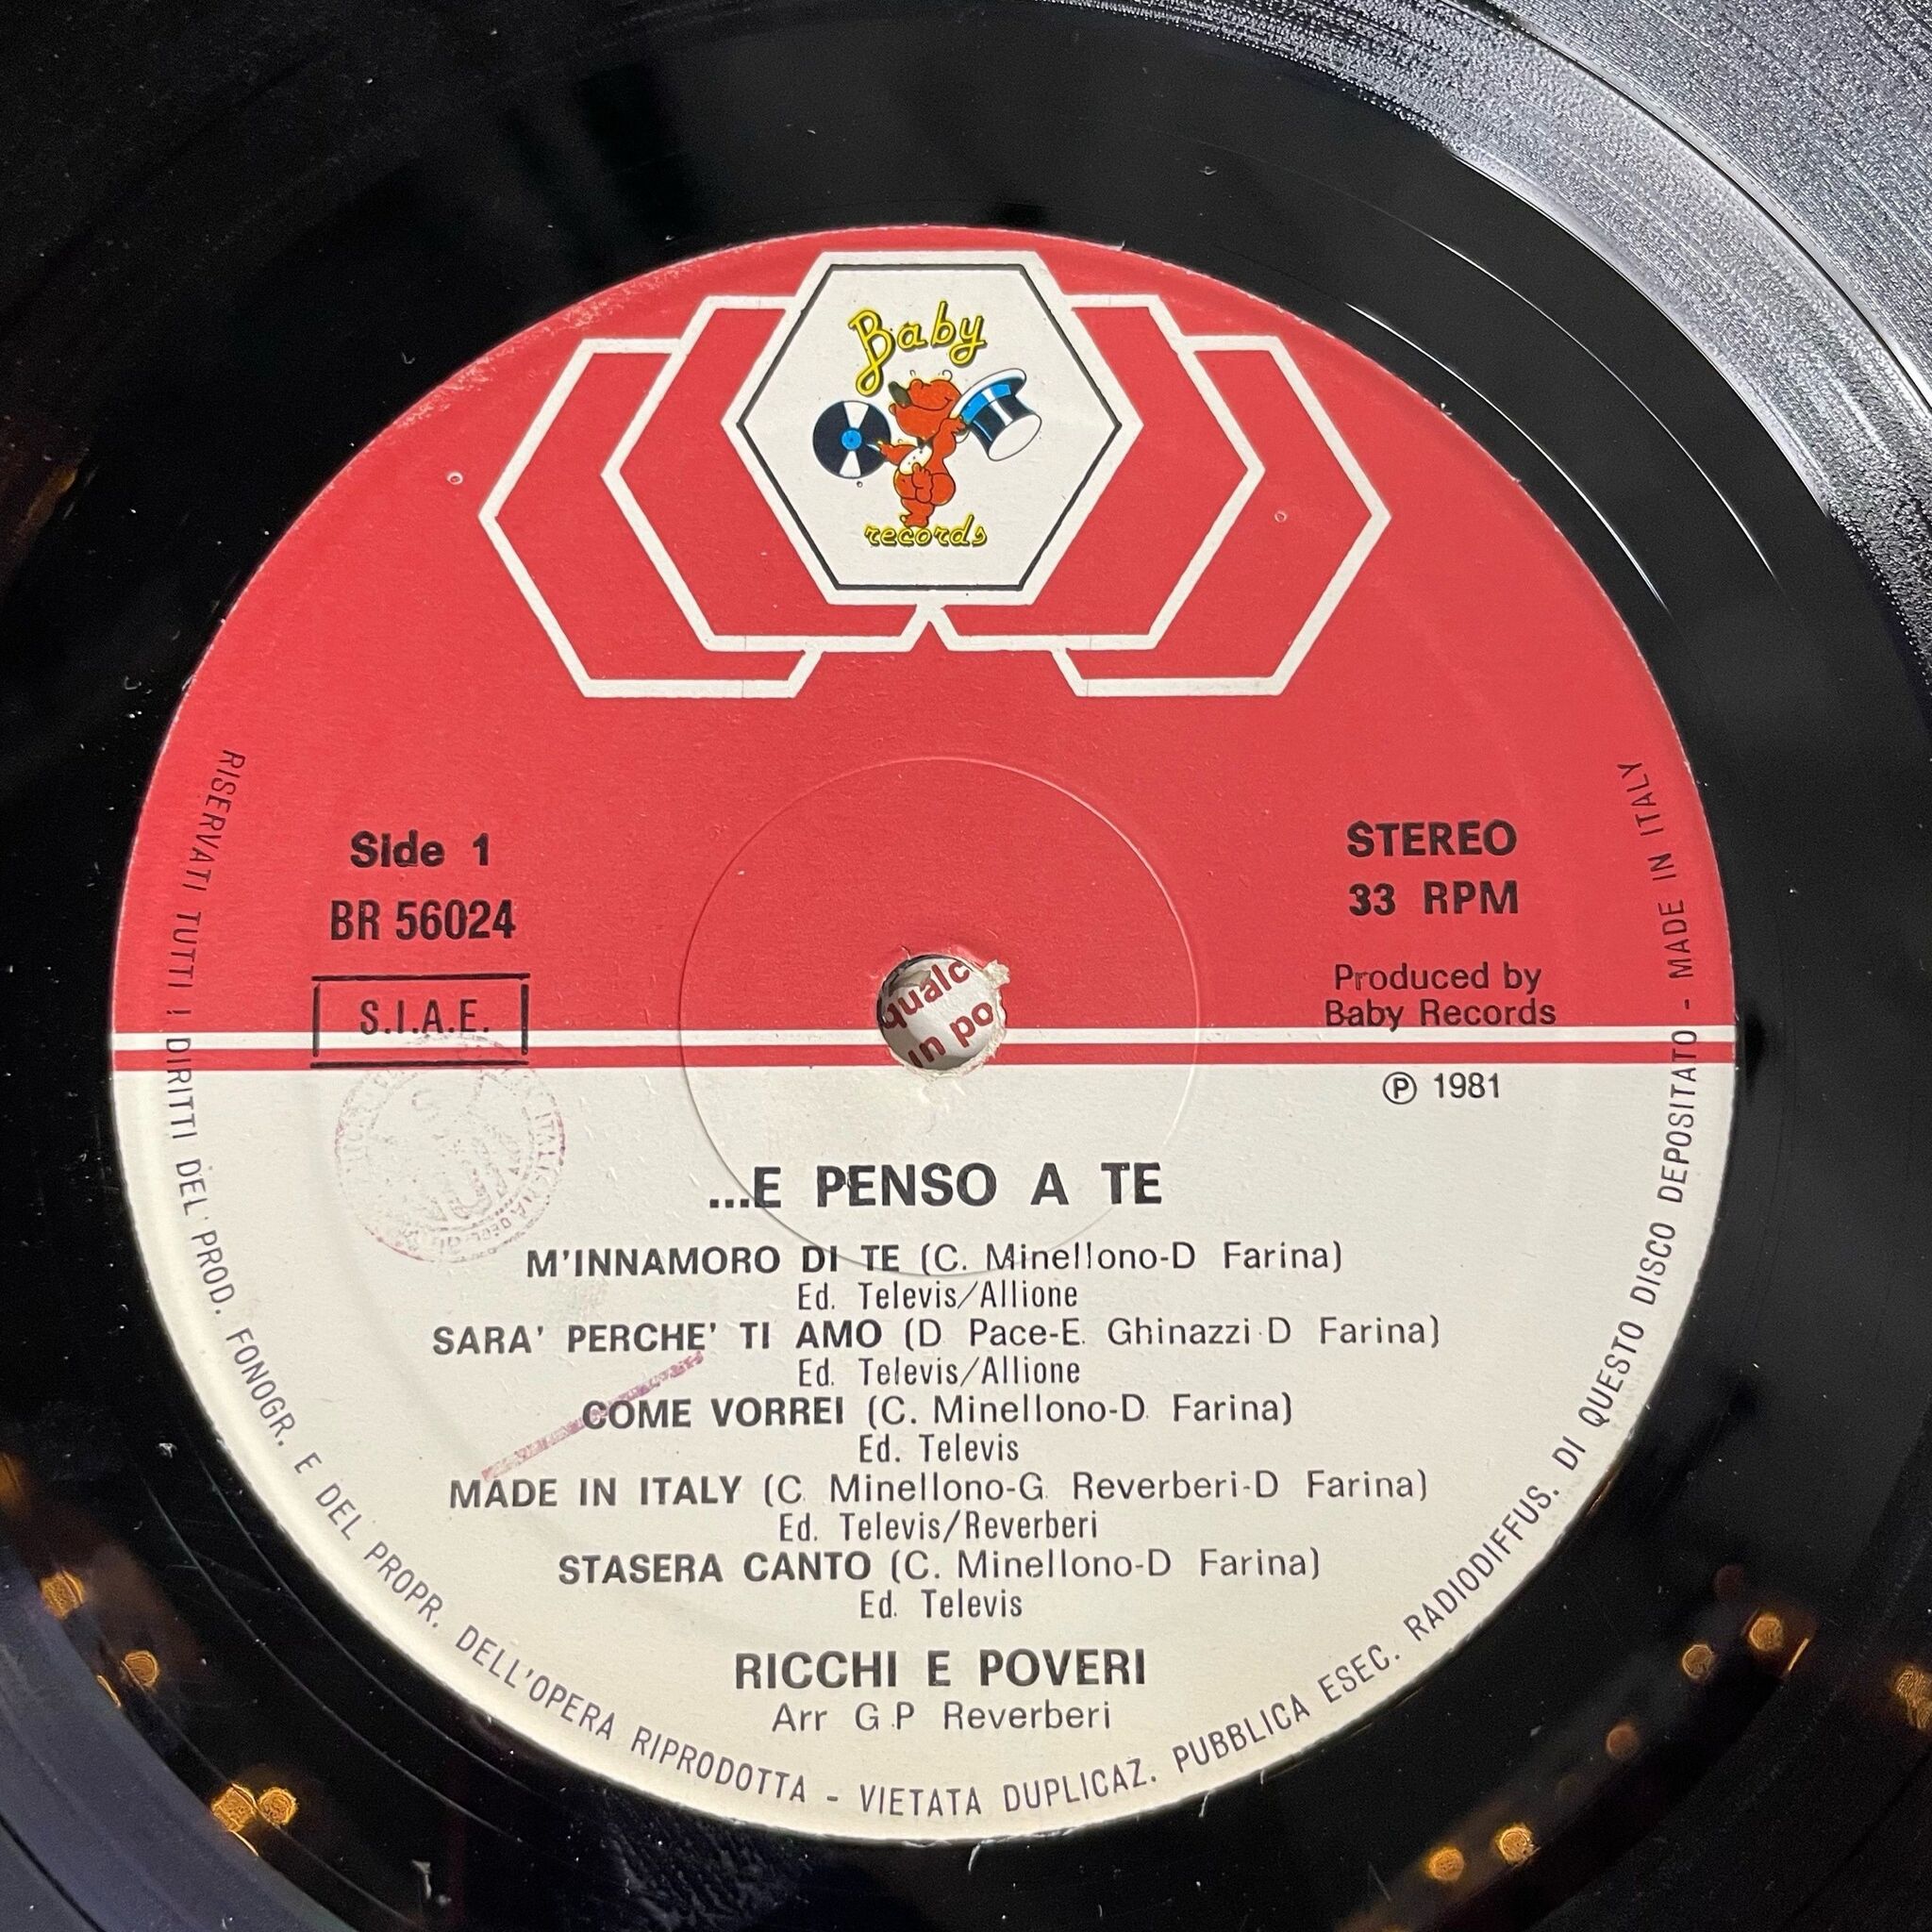 Baby
records
Side 1
BR 56024
S.I.A.E.
STEREO
33 RPM
Produced by
Baby Records
℗ 1981
qualc
in po
...E PENSO A TE
M'INNAMORO DI TE (C. Minellono-D Farina)
Ed. Televis/Allione
SARA' PERCHE' TI AMO (D Pace-E. Ghinazzi D Farina)
Ed. Televis/Allione
COME VORREI (C. Minellono-D. Farina)
Ed. Televis
MADE IN ITALY (C. Minellono-G. Reverberi-D Farina)
Ed. Televis/Reverberi
STASERA CANTO (C. Minellono-D Farina)
Ed. Televis
RICCHI E POVERI
Arr G.P Reverberi
RISERVATI TUTTI I DIRITTI DEL PROD. FONOGR. E DEL PROPR. DELL'OPERA RIPRODOTTA - VIETATA DUPLICAZ. PUBBLICA ESEC. RADIODIFFUS. DI QUESTO DISCO DEPOSITATO - MADE IN ITALY